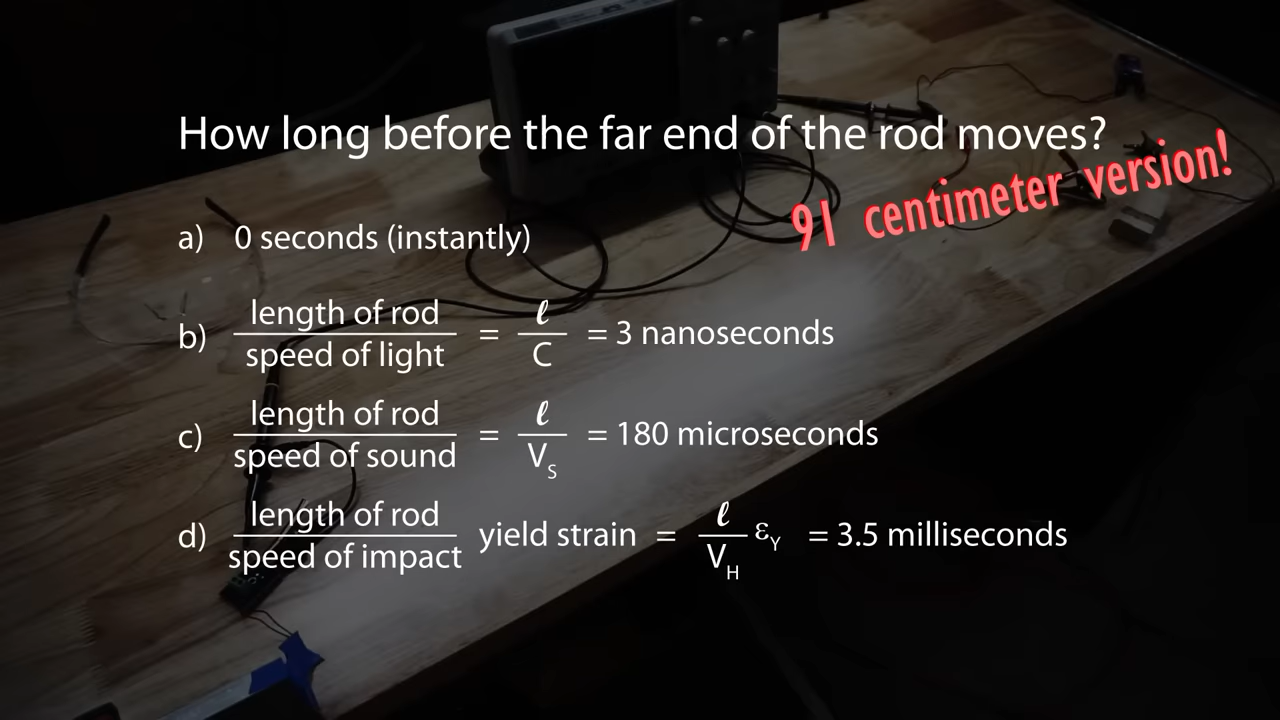 How long before the far end of the rod moves?
91 centimeter version!
a) 0 seconds (instantly)
b) length of rod / speed of light = ℓ / C = 3 nanoseconds
c) length of rod / speed of sound = ℓ / V_S = 180 microseconds
d) length of rod / speed of impact yield strain = ℓ / V_H ε_Y = 3.5 milliseconds